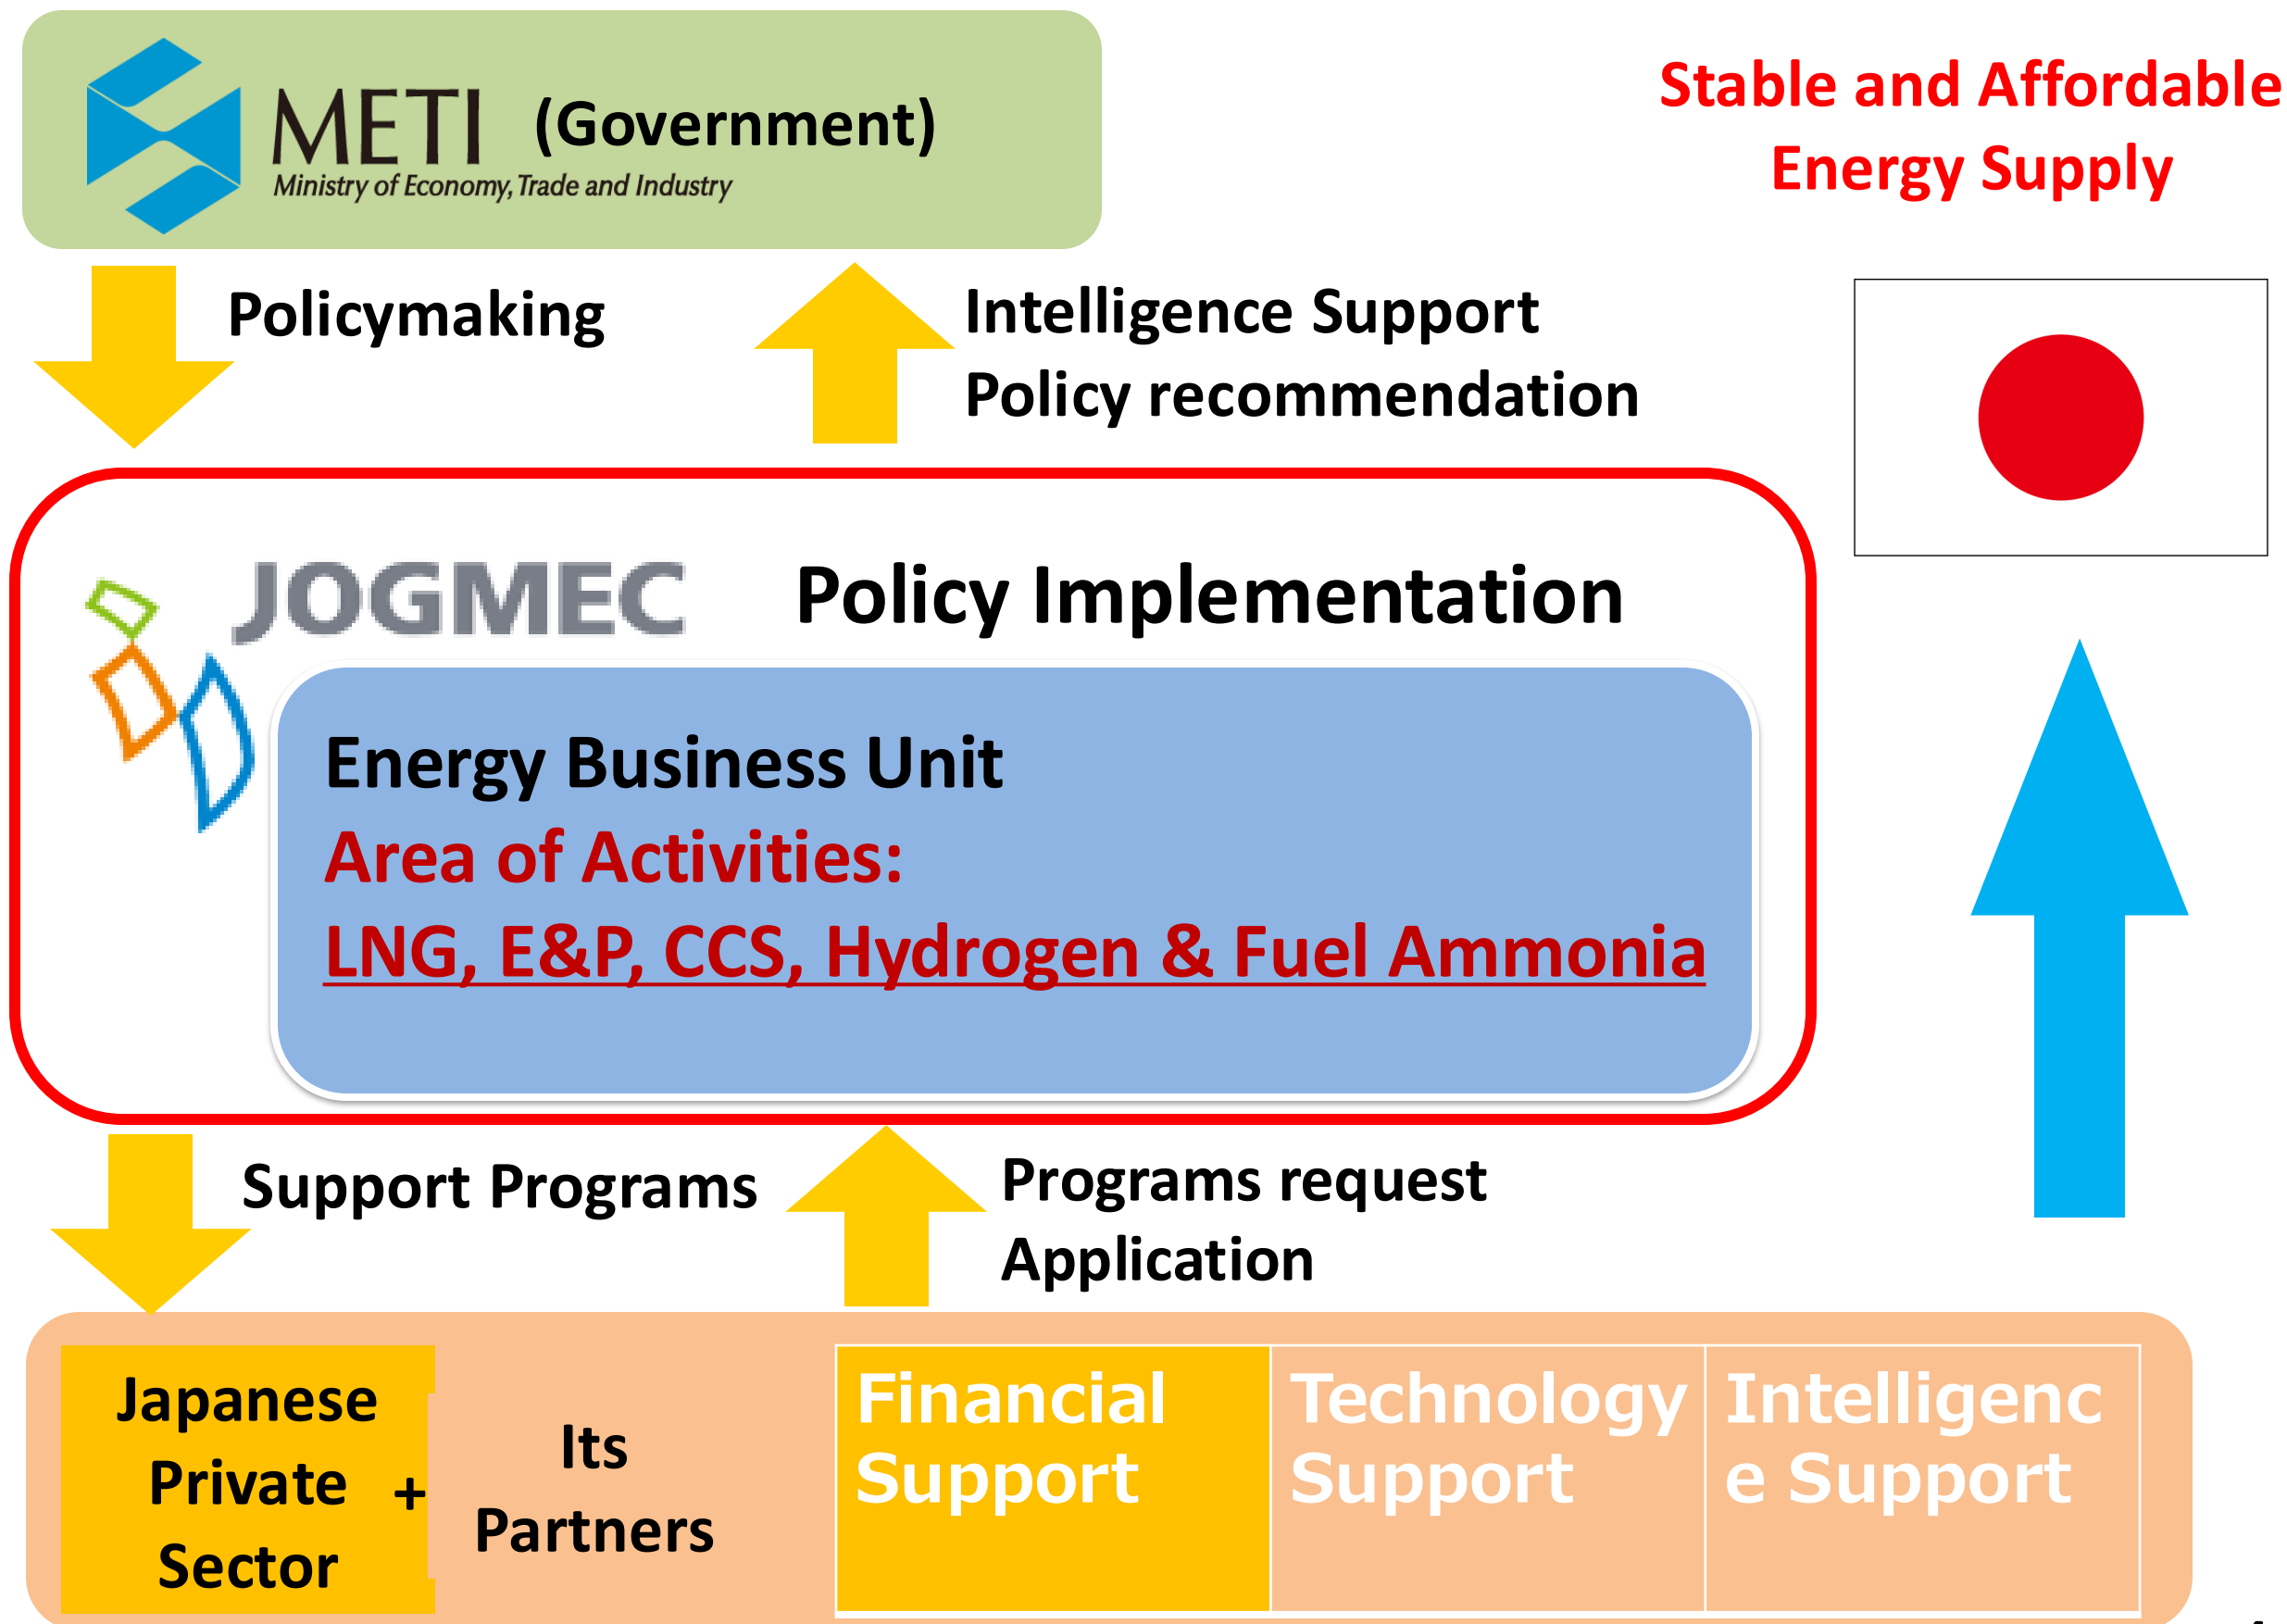 METI (Government)
Ministry of Economy, Trade and Industry
Stable and Affordable
Energy Supply
Policymaking
Intelligence Support
Policy recommendation
JOGMEC
Policy Implementation
Energy Business Unit
Area of Activities:
LNG, E&P, CCS, Hydrogen & Fuel Ammonia
Support Programs
Programs request
Application
Japanese
Private +
Sector
Its
Partners
Financial
Support
Technology
Support
Intelligenc
e Support